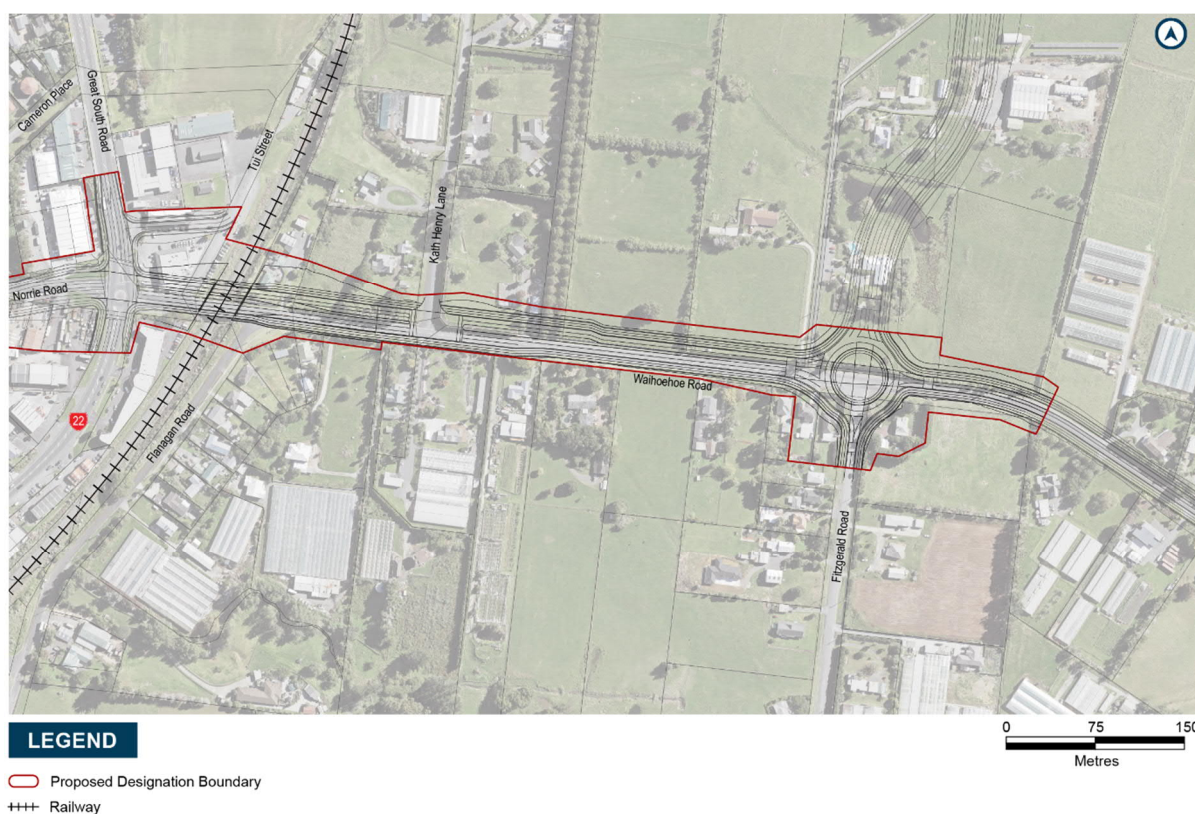 Cameron Place
Great South Road
Tui Street
Kath Henry Lane
Norrie Road
22
Flanagan Road
Waihoehoe Road
Fitzgerald Road
LEGEND
Proposed Designation Boundary
Railway
0 75 150
Metres